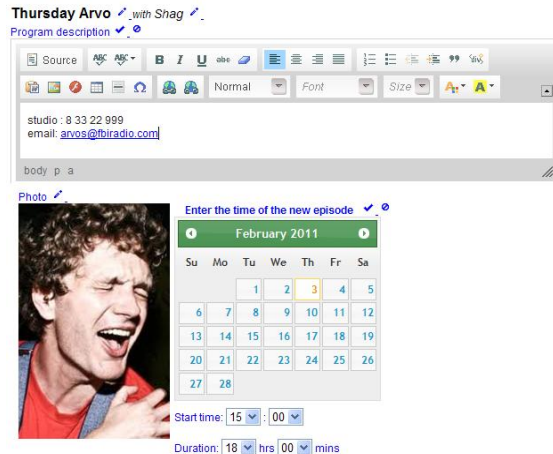 Thursday Arvo with Shag
Program description
Source ABC ABC B I U abc
Normal Font Size A A
studio : 8 33 22 999
email: arvos@fbiradio.com
body p a
Photo
Enter the time of the new episode
February 2011
Su Mo Tu We Th Fr Sa
1 2 3 4 5
6 7 8 9 10 11 12
13 14 15 16 17 18 19
20 21 22 23 24 25 26
27 28
Start time: 15 : 00
Duration: 18 hrs 00 mins